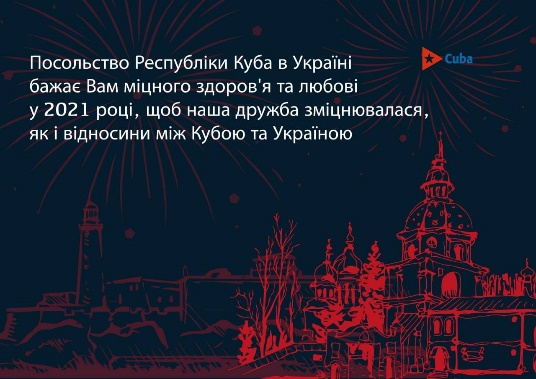 Посольство Республіки Куба в Україні
бажає Вам міцного здоров'я та любові
у 2021 році, щоб наша дружба зміцнювалася,
як і відносини між Кубою та Україною
Cuba